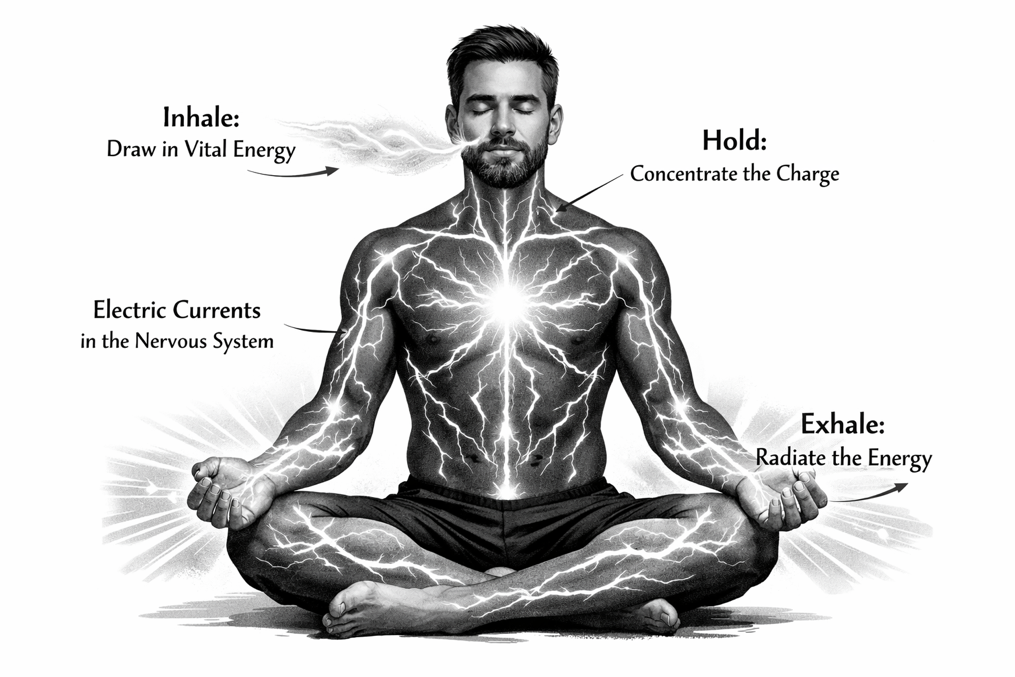 Inhale:
Draw in Vital Energy
Hold:
Concentrate the Charge
Electric Currents
in the Nervous System
Exhale:
Radiate the Energy